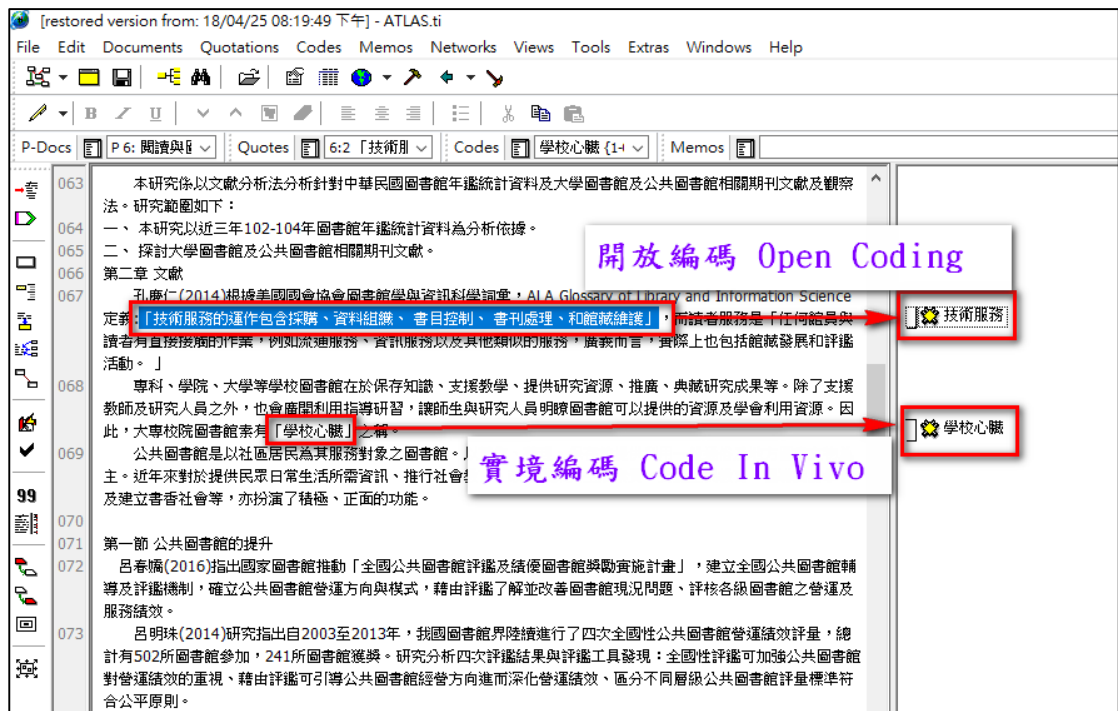 [restored version from: 18/04/25 08:19:49 下午] - ATLAS.ti
File Edit Documents Quotations Codes Memos Networks Views Tools Extras Windows Help
B I U
P-Docs P 6: 閱讀與 Quotes 6:2「技術服 Codes 學校心臟 {1- Memos
063 本研究係以文獻分析法分析針對中華民國圖書館年鑑統計資料及大學圖書館及公共圖書館相關期刊文獻及觀察
法。研究範圍如下：
064 一、 本研究以近三年102-104年圖書館年鑑統計資料為分析依據。
065 二、 探討大學圖書館及公共圖書館相關期刊文獻。
開放編碼 Open Coding
066 第二章 文獻
067 孔慶仁(2014)根據美國國會協會圖書館學與資訊科學詞彙，ALA Glossary of Library and Information Science
定義:「技術服務的運作包含採購、資料組織、 書目控制、 書刊處理、和館藏維護」，而讀者服務是「任何館員與
技術服務
讀者有直接接觸的作業，例如流通服務、資訊服務以及其他類似的服務，廣義而言，實際上也包括館藏發展和評鑑
活動。 」
068 專科、學院、大學等學校圖書館在於保存知識、支援教學、提供研究資源、推廣、典藏研究成果等。除了支援
教師及研究人員之外，也會廣開利用指導研習，讓師生與研究人員明瞭圖書館可以提供的資源及學會利用資源。因
此，大專校院圖書館素有「學校心臟」之稱。
學校心臟
069 公共圖書館是以社區居民為其服務對象之圖書館。
實境編碼 Code In Vivo
主。近年來對於提供民眾日常生活所需資訊、推行社會
99 及建立書香社會等，亦扮演了積極、正面的功能。
070
071 第一節 公共圖書館的提升
072 呂春嬌(2016)指出國家圖書館推動「全國公共圖書館評鑑及績優圖書館獎勵實施計畫」，建立全國公共圖書館輔
導及評鑑機制，確立公共圖書館營運方向與模式，藉由評鑑了解並改善圖書館現況問題、評核各級圖書館之營運及
服務績效。
073 呂明珠(2014)研究指出自2003至2013年，我國圖書館界陸續進行了四次全國性公共圖書館營運績效評量，總
計有502所圖書館參加，241所圖書館獲獎。研究分析四次評鑑結果與評鑑工具發現：全國性評鑑可加強公共圖書館
對營運績效的重視、藉由評鑑可引導公共圖書館經營方向進而深化營運績效、區分不同層級公共圖書館評量標準符
合公平原則。